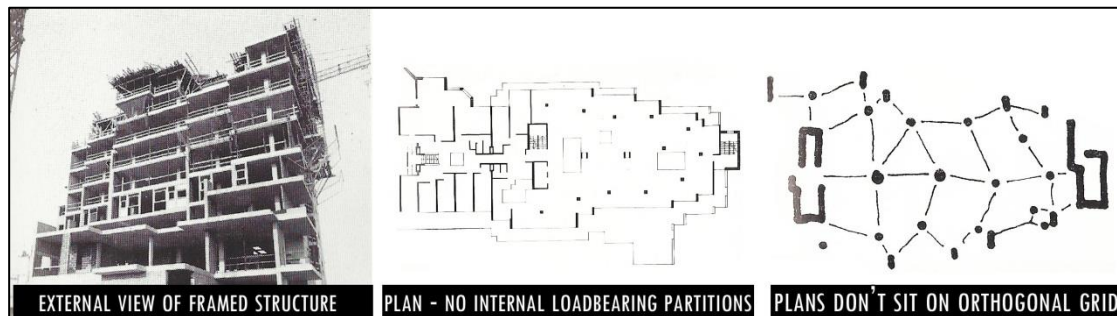 EXTERNAL VIEW OF FRAMED STRUCTURE
PLAN - NO INTERNAL LOADBEARING PARTITIONS
PLANS DON'T SIT ON ORTHOGONAL GRID